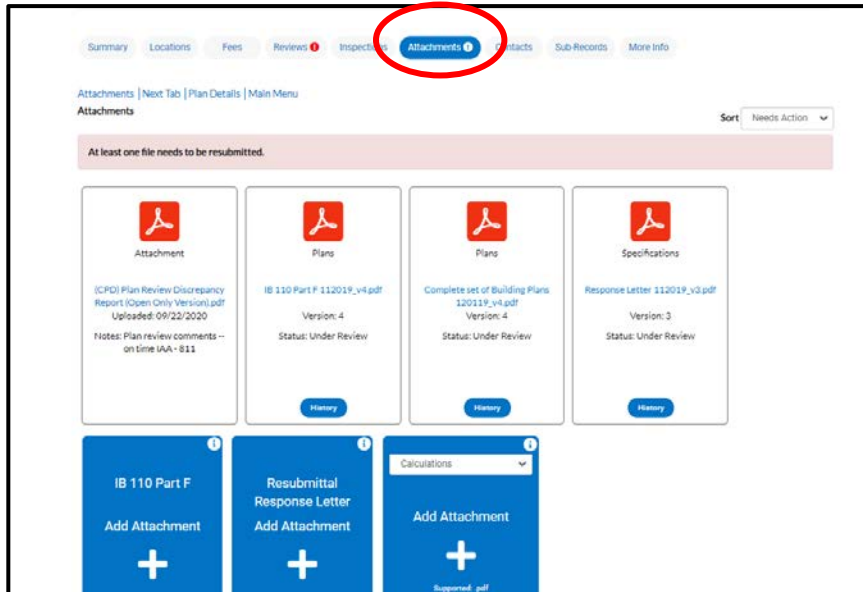 Summary Locations Fees Reviews Inspections Attachments Contacts Sub-Records More Info
Attachments | Next Tab | Plan Details | Main Menu
Attachments
Sort Needs Action
At least one file needs to be resubmitted.
Attachment
(CPD) Plan Review Discrepancy
Report (Open Only Version).pdf
Uploaded: 09/22/2020
Notes: Plan review comments --
on time IAA - 811
Plans
IB 110 Part F 112019_v4.pdf
Version: 4
Status: Under Review
History
Plans
Complete set of Building Plans
120119_v4.pdf
Version: 4
Status: Under Review
History
Specifications
Response Letter 112019_v3.pdf
Version: 3
Status: Under Review
History
IB 110 Part F
Add Attachment
Resubmittal
Response Letter
Add Attachment
Calculations
Add Attachment
Supported: .pdf